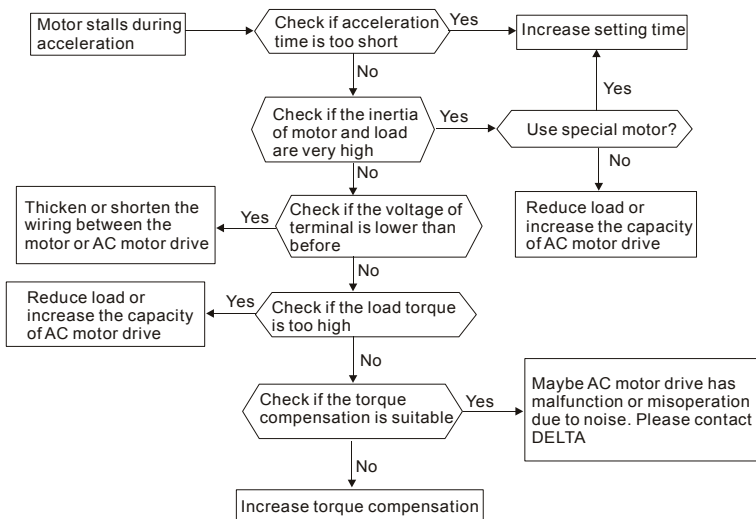 Motor stalls during
acceleration
Check if acceleration
time is too short
Yes
Increase setting time
No
Yes
Check if the inertia
of motor and load
are very high
Yes
Use special motor?
No
No
Thicken or shorten the
wiring between the
motor or AC motor drive
Yes
Check if the voltage of
terminal is lower than
before
Reduce load or
increase the capacity
of AC motor drive
No
Reduce load or
increase the capacity
of AC motor drive
Yes
Check if the load torque
is too high
No
Check if the torque
compensation is suitable
Yes
Maybe AC motor drive has
malfunction or misoperation
due to noise. Please contact
DELTA
No
Increase torque compensation